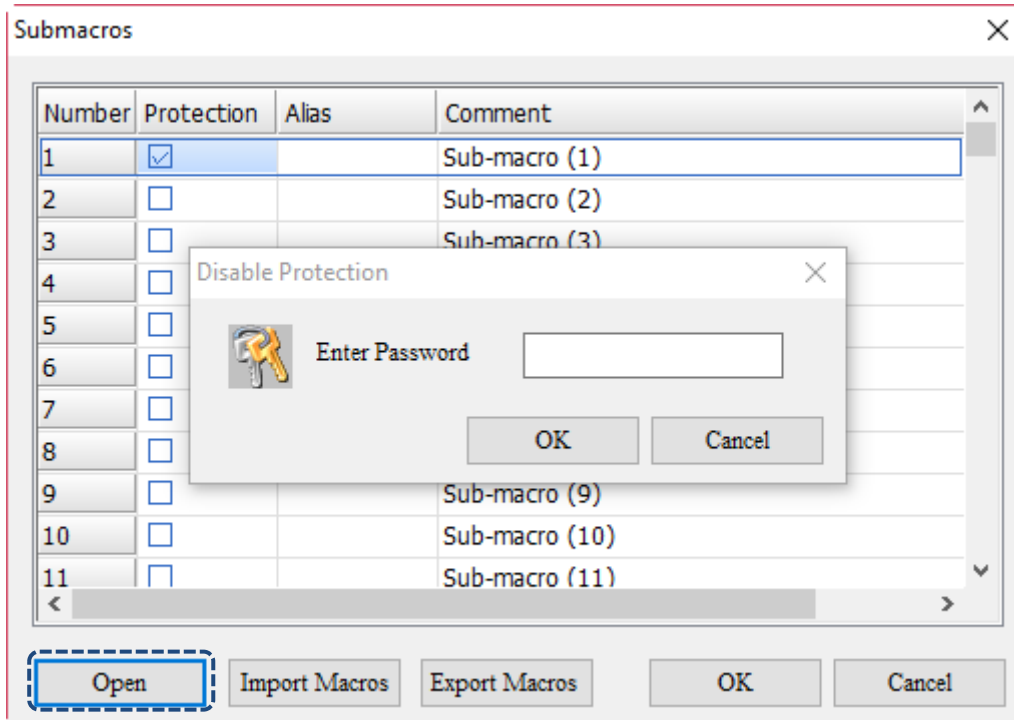 Submacros
Number Protection Alias Comment
1 Sub-macro (1)
2 Sub-macro (2)
3 Sub-macro (3)
Disable Protection
4
5
Enter Password
6
7
8
OK Cancel
9 Sub-macro (9)
10 Sub-macro (10)
11 Sub-macro (11)
Open Import Macros Export Macros OK Cancel